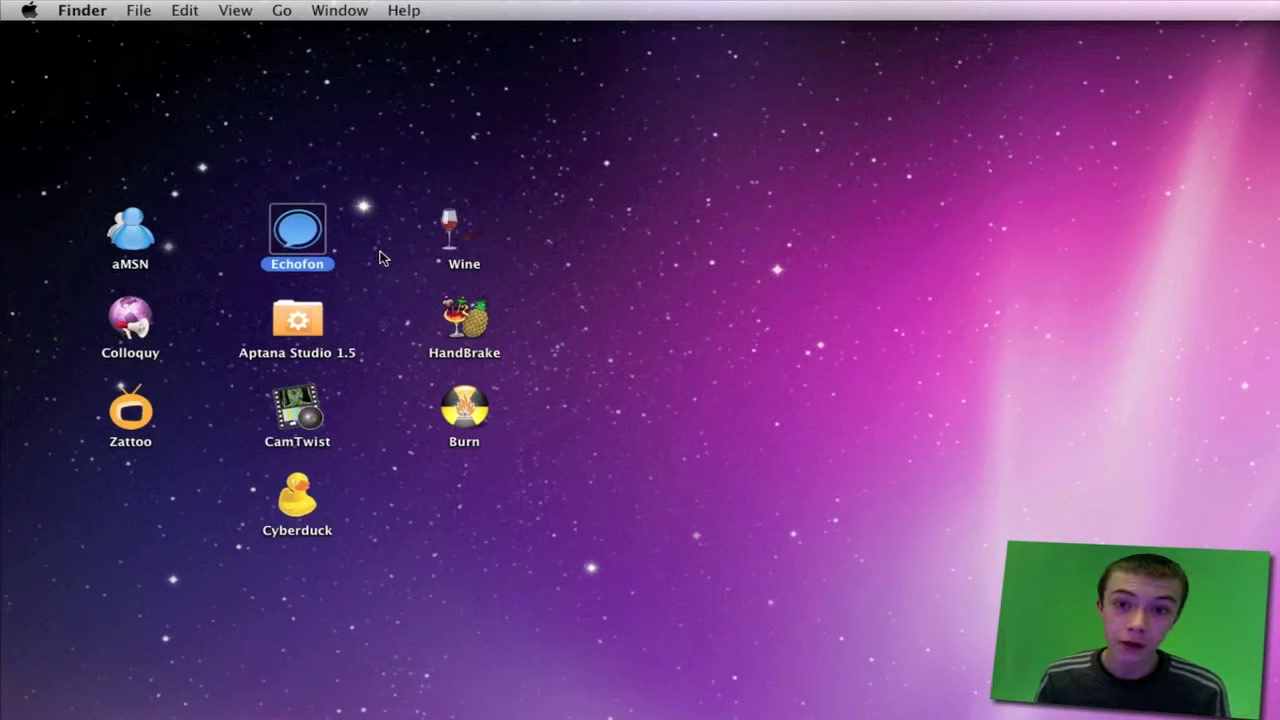 Finder File Edit View Go Window Help
aMSN Echofon Wine
Colloquy Aptana Studio 1.5 HandBrake
Zattoo CamTwist Burn
Cyberduck